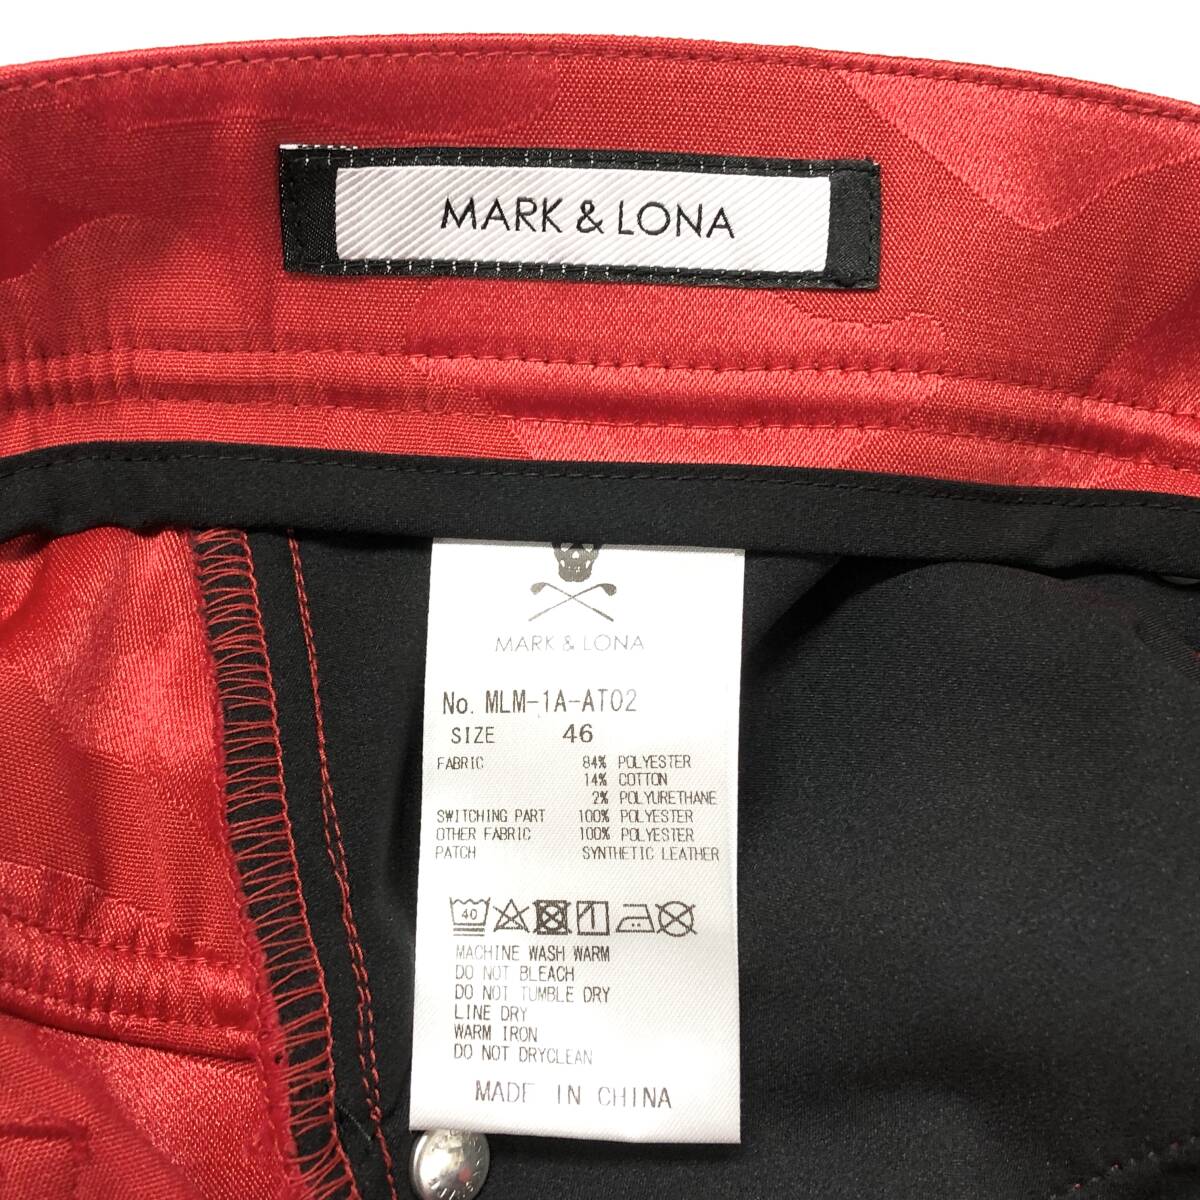 MARK & LONA
MARK & LONA
No. MLM-1A-AT02
SIZE 46
FABRIC 84% POLYESTER
14% COTTON
2% POLYURETHANE
SWITCHING PART 100% POLYESTER
OTHER FABRIC 100% POLYESTER
PATCH SYNTHETIC LEATHER
40
MACHINE WASH WARM
DO NOT BLEACH
DO NOT TUMBLE DRY
LINE DRY
WARM IRON
DO NOT DRYCLEAN
MADE IN CHINA